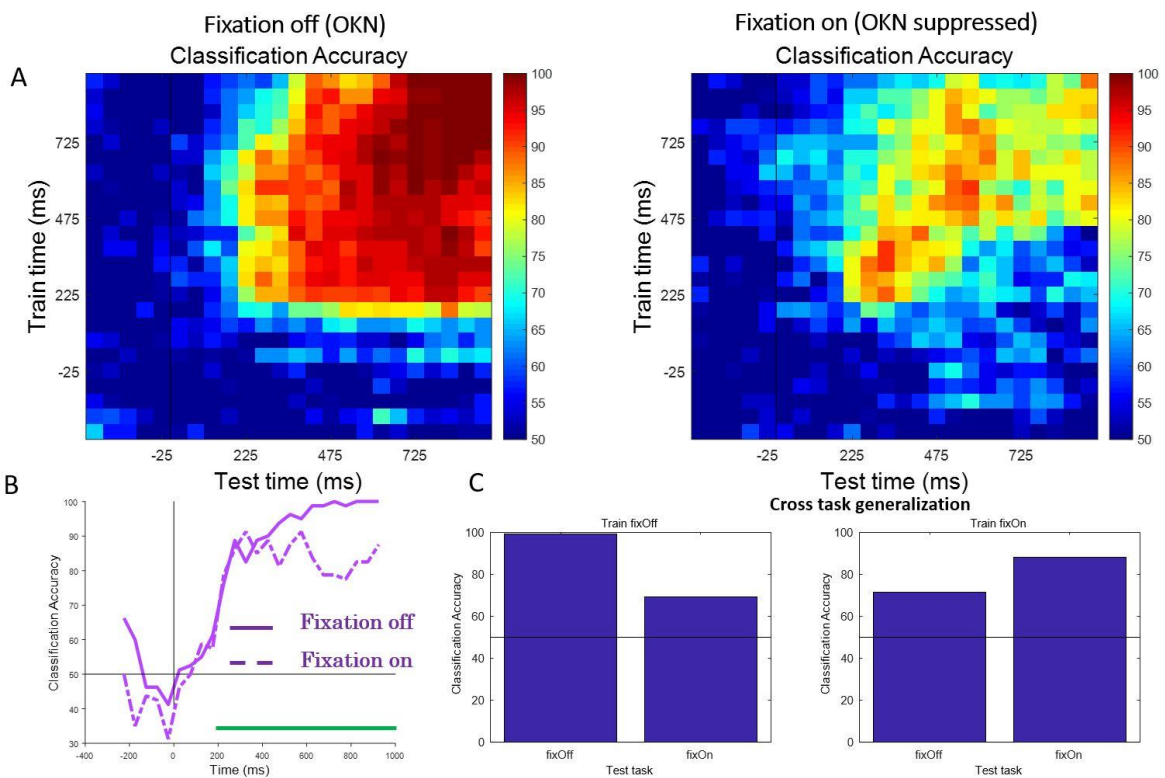 Fixation off (OKN)
Classification Accuracy
Fixation on (OKN suppressed)
Classification Accuracy
A
Train time (ms)
725
475
225
-25
-25 225 475 725
Test time (ms)
100
95
90
85
80
75
70
65
60
55
50
Train time (ms)
725
475
225
-25
-25 225 475 725
Test time (ms)
100
95
90
85
80
75
70
65
60
55
50
B
Classification Accuracy
100
90
80
70
60
50
40
30
-400 -200 0 200 400 600 800 1000
Time (ms)
Fixation off
Fixation on
C
Cross task generalization
Train fixOff
Classification Accuracy
100
80
60
40
20
0
fixOff fixOn
Test task
Train fixOn
Classification Accuracy
100
80
60
40
20
0
fixOff fixOn
Test task